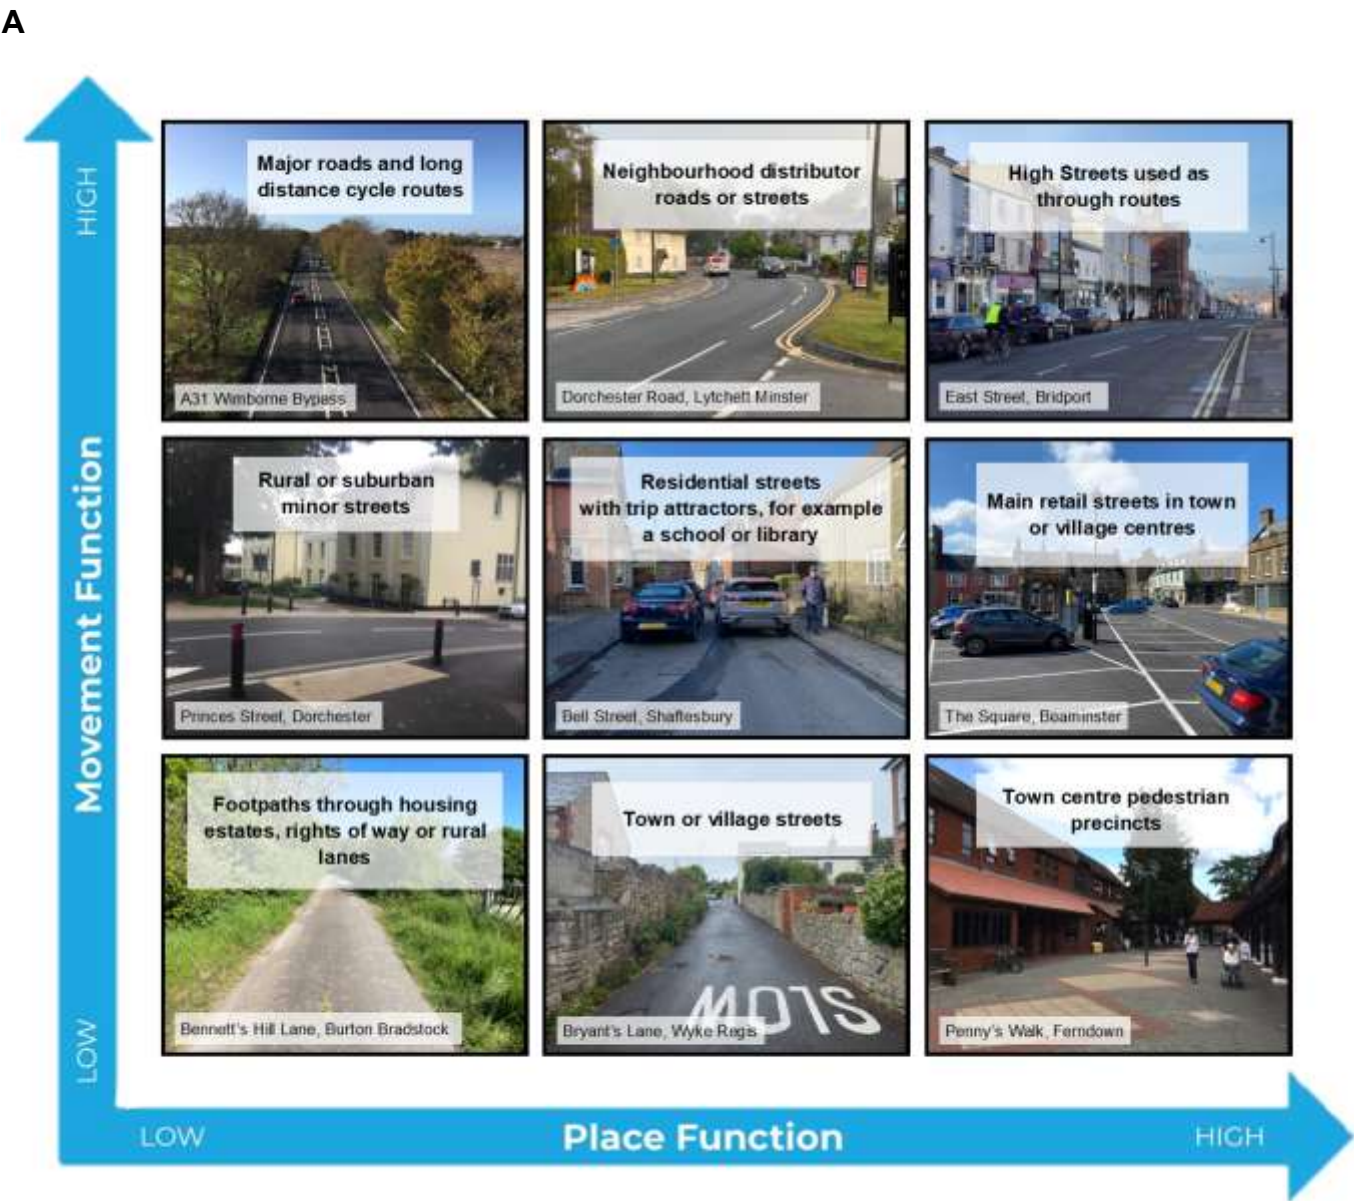 A
HIGH
Movement Function
LOW
Major roads and long
distance cycle routes
A31 Wimborne Bypass
Neighbourhood distributor
roads or streets
Dorchester Road, Lytchett Minster
High Streets used as
through routes
East Street, Bridport
Rural or suburban
minor streets
Princes Street, Dorchester
Residential streets
with trip attractors, for example
a school or library
Bell Street, Shaftesbury
Main retail streets in town
or village centres
The Square, Beaminster
Footpaths through housing
estates, rights of way or rural
lanes
Bennett's Hill Lane, Burton Bradstock
Town or village streets
SLOW
Bryant's Lane, Wyke Regis
Town centre pedestrian
precincts
Penny's Walk, Ferndown
LOW
Place Function
HIGH